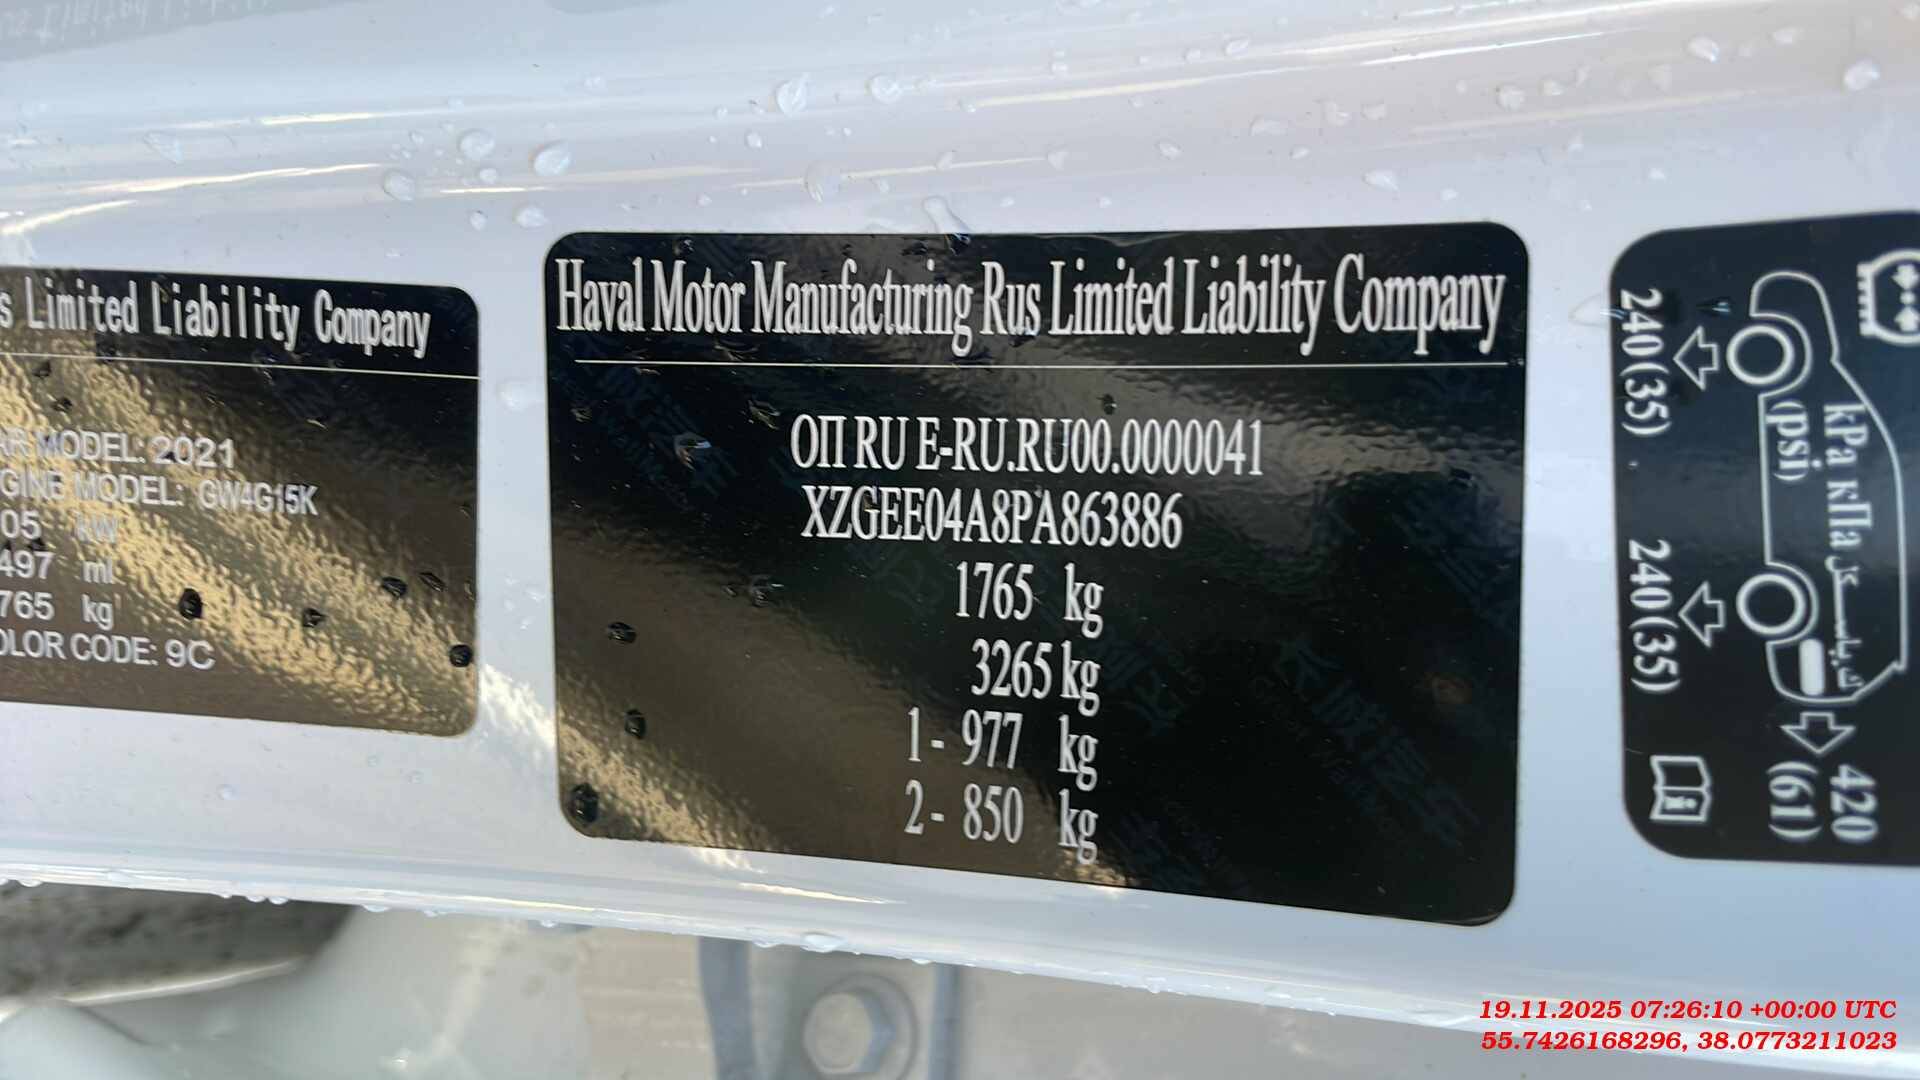 s Limited Liability Company
AR MODEL: 2021
GINE MODEL: GW4G15K
05 kW
497 ml
765 kg
OLOR CODE: 9C
Haval Motor Manufacturing Rus Limited Liability Company
ОП RU E-RU.RU00.0000041
XZGEE04A8PA863886
1765 kg
3265 kg
1 - 977 kg
2 - 850 kg
240(35)
240(35)
kPa кПа
(psi)
420
(61)
19.11.2025 07:26:10 +00:00 UTC
55.7426168296, 38.0773211023